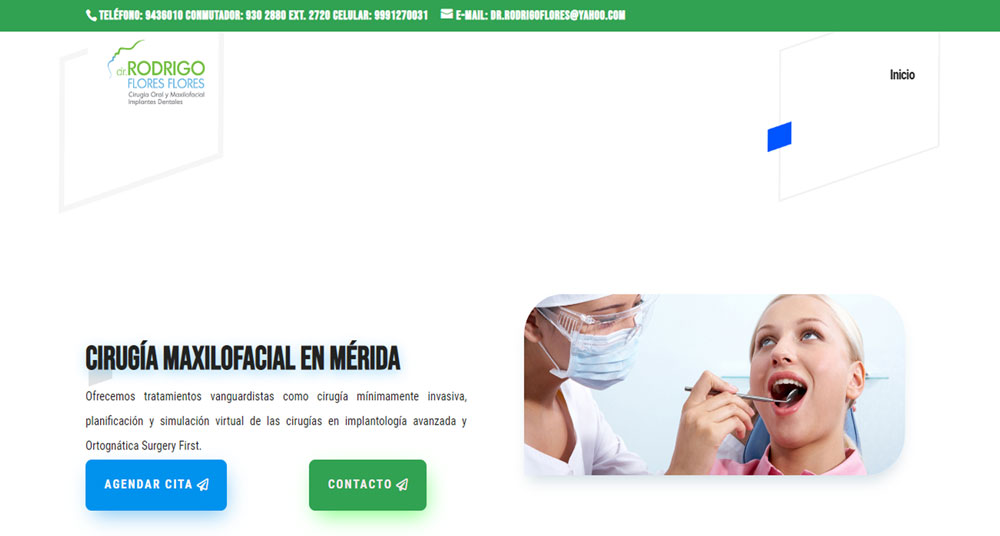 TELÉFONO: 9436010 CONMUTADOR: 930 2880 EXT. 2720 CELULAR: 9991270031 E-MAIL: DR.RODRIGOFLORES@YAHOO.COM
dr.RODRIGO
FLORES FLORES
Cirugía Oral y Maxilofacial
Implantes Dentales
Inicio
CIRUGÍA MAXILOFACIAL EN MÉRIDA
Ofrecemos tratamientos vanguardistas como cirugía mínimamente invasiva,
planificación y simulación virtual de las cirugías en implantología avanzada y
Ortognática Surgery First.
AGENDAR CITA
CONTACTO